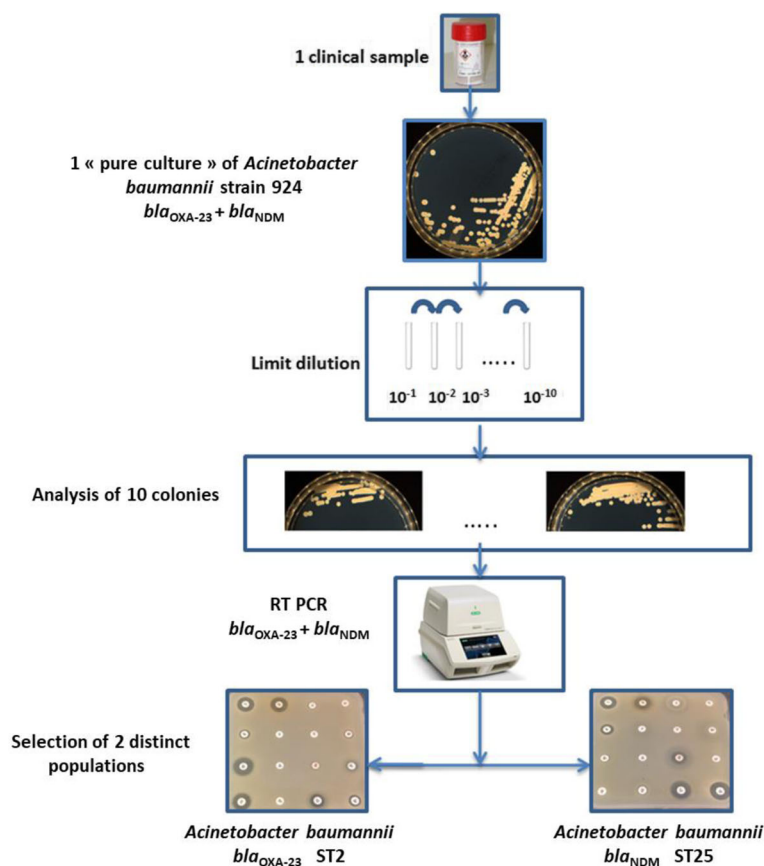 1 clinical sample
1 « pure culture » of Acinetobacter
baumannii strain 924
blaOXA-23 + blaNDM
Limit dilution
.....
10-1 10-2 10-3 10-10
Analysis of 10 colonies
.....
RT PCR
blaOXA-23 + blaNDM
Selection of 2 distinct
populations
Acinetobacter baumannii
blaOXA-23 ST2
Acinetobacter baumannii
blaNDM ST25